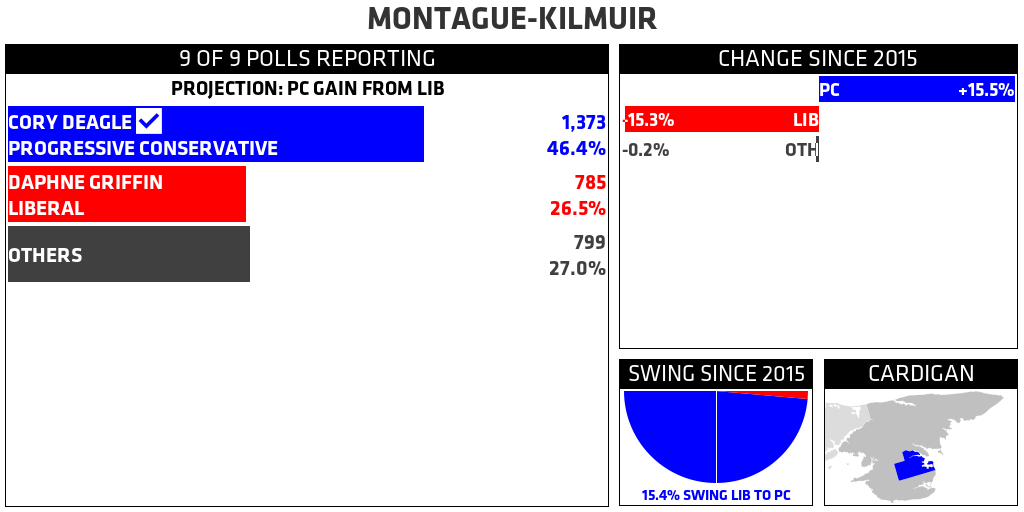 MONTAGUE-KILMUIR
9 OF 9 POLLS REPORTING
PROJECTION: PC GAIN FROM LIB
CORY DEAGLE
1,373
PROGRESSIVE CONSERVATIVE
46.4%
DAPHNE GRIFFIN
785
LIBERAL
26.5%
OTHERS
799
27.0%
CHANGE SINCE 2015
PC +15.5%
-15.3% LIB
-0.2% OTH
SWING SINCE 2015
15.4% SWING LIB TO PC
CARDIGAN